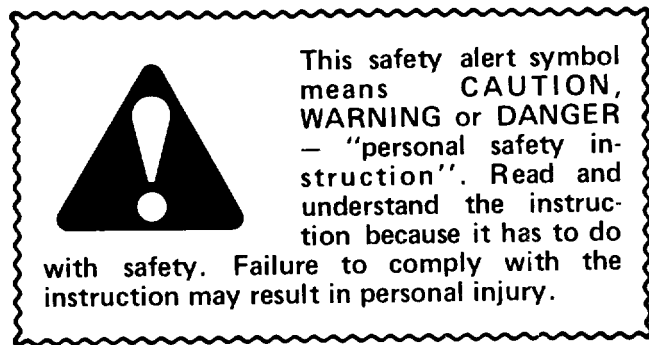 This safety alert symbol
means CAUTION,
WARNING or DANGER
— "personal safety in-
struction". Read and
understand the instruc-
tion because it has to do
with safety. Failure to comply with the
instruction may result in personal injury.